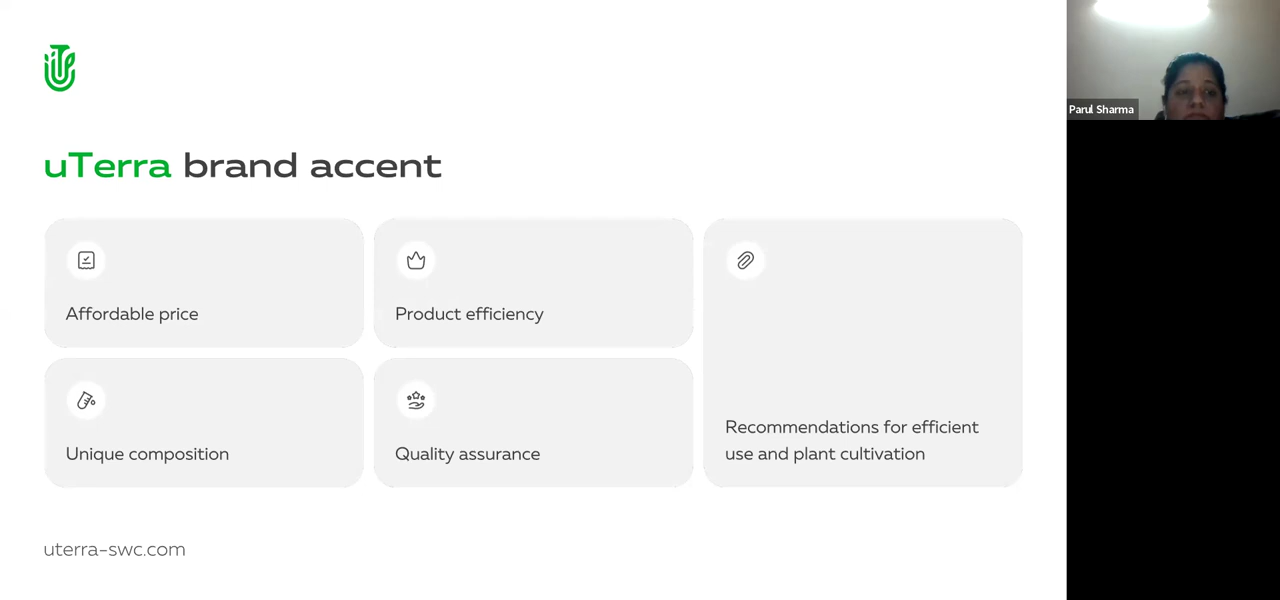 uTerra brand accent
Affordable price
Product efficiency
Unique composition
Quality assurance
Recommendations for efficient
use and plant cultivation
uterra-swc.com
Parul Sharma